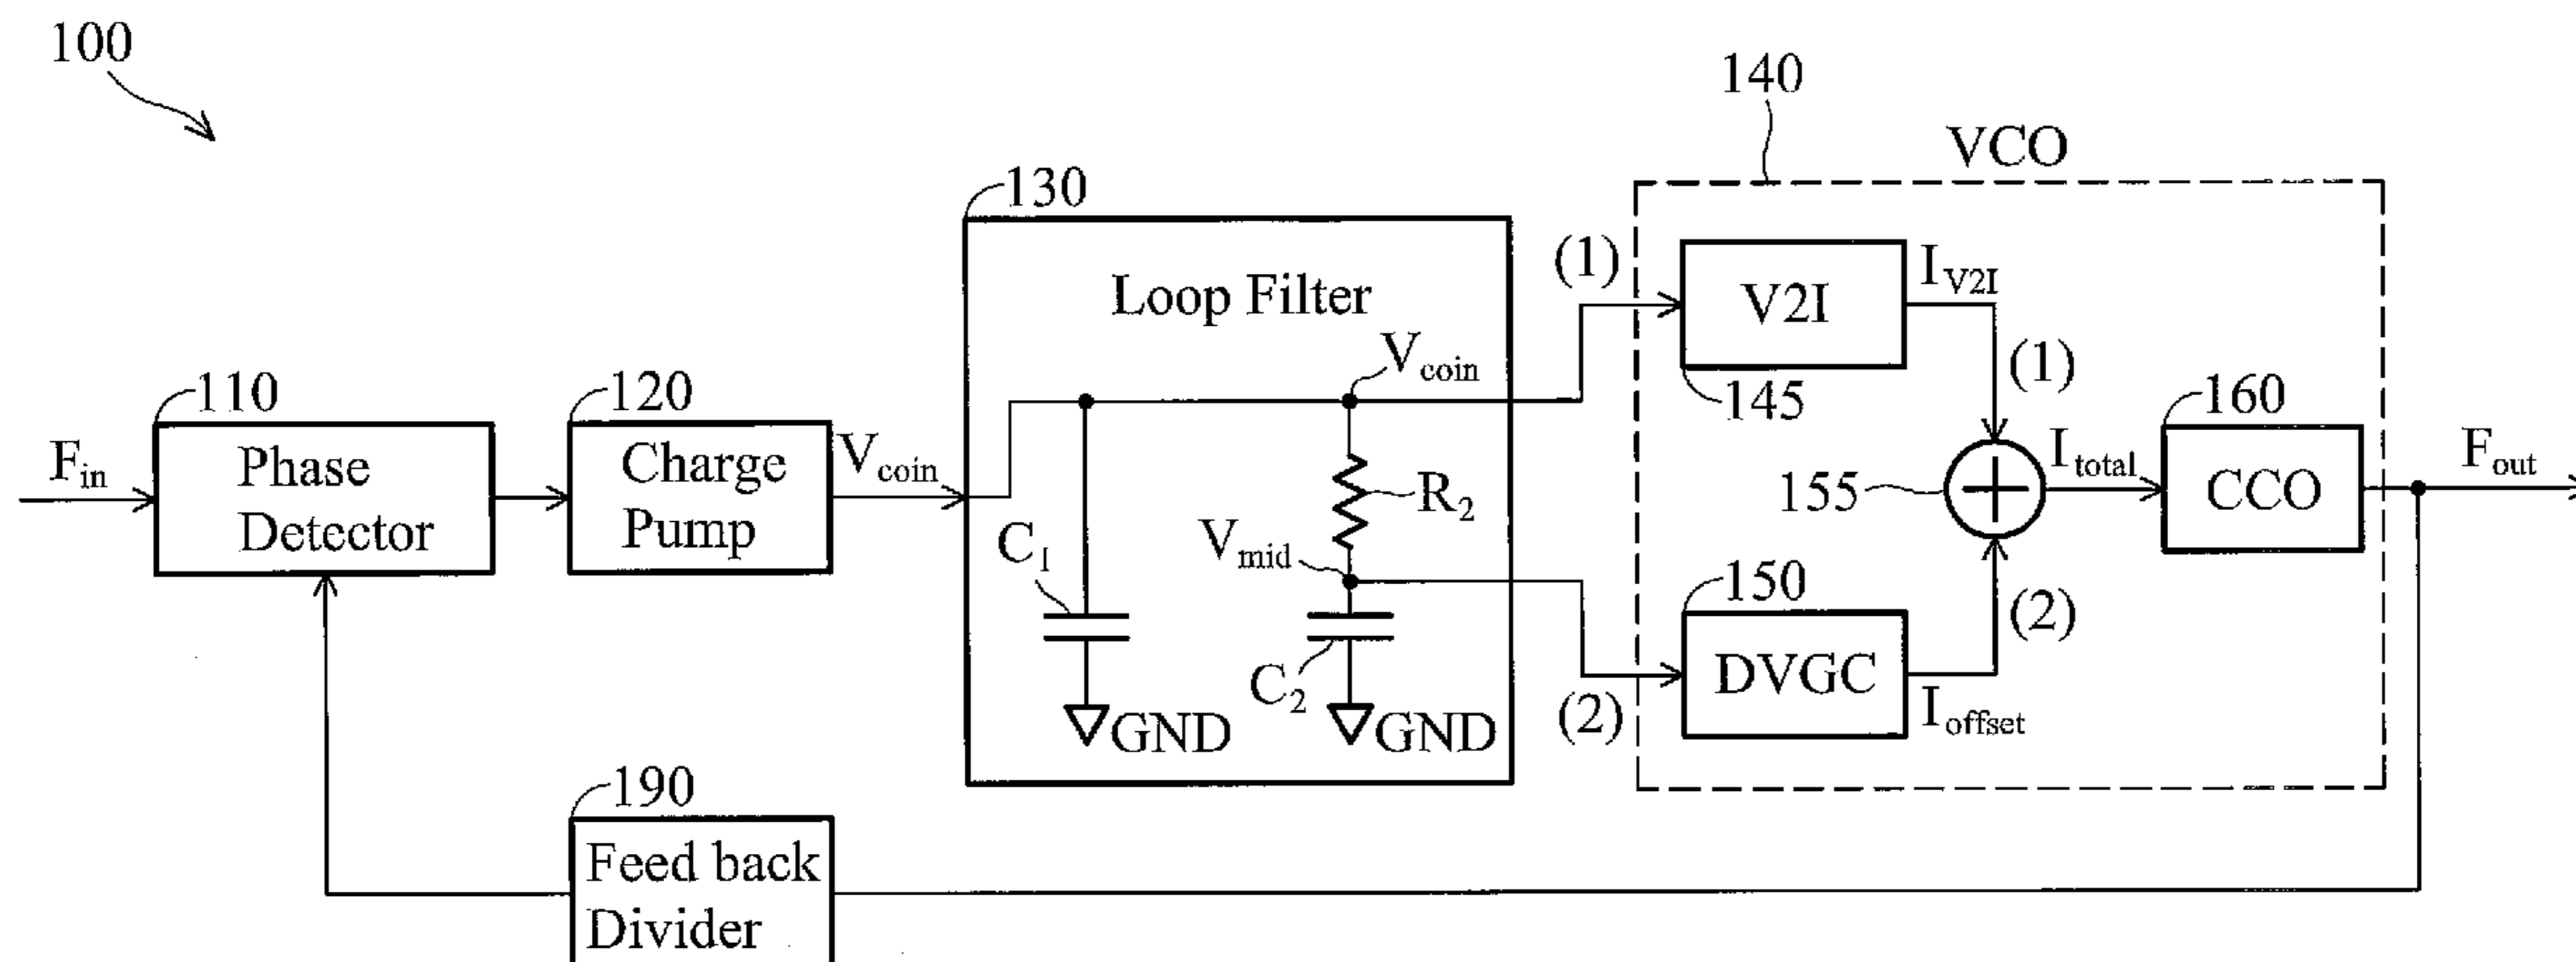 100
140
VCO
130
Loop Filter
(1)
V2I
I_V2I
145
(1)
V_coin
110
120
160
F_in
Phase
Detector
Charge
Pump
V_coin
C_1
R_2
V_mid
155
I_total
CCO
F_out
150
DVGC
(2)
I_offset
C_2
(2)
GND
GND
190
Feed back
Divider